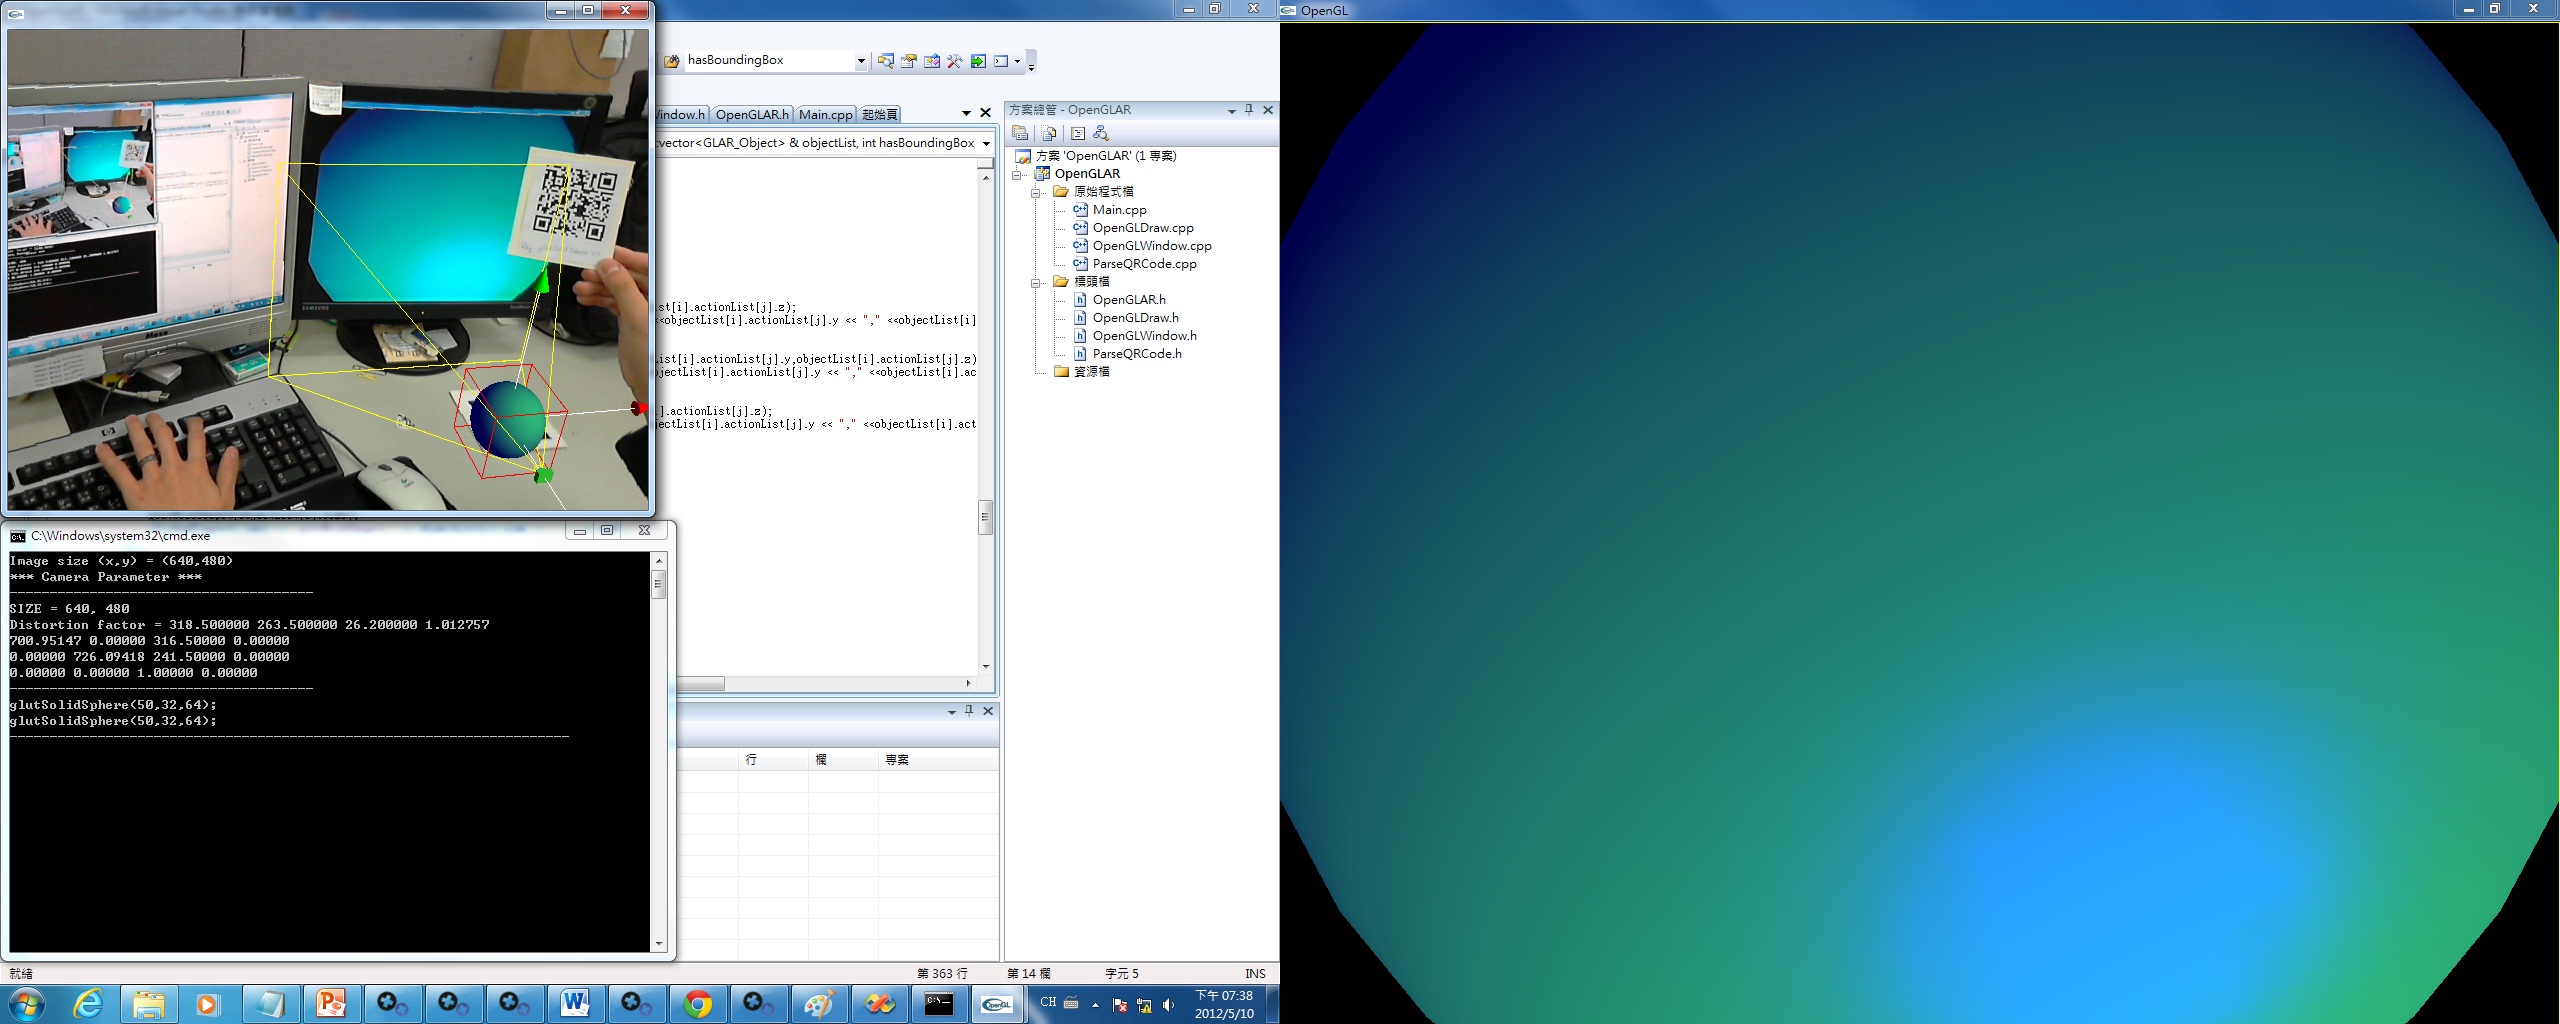 OpenGL
hasBoundingBox
OpenGLAR.h
Main.cpp
起始頁
方案總管 - OpenGLAR
vector<GLAR_Object> & objectList, int hasBoundingBox
方案 'OpenGLAR' (1 專案)
OpenGLAR
原始程式檔
Main.cpp
OpenGLDraw.cpp
OpenGLWindow.cpp
ParseQRCode.cpp
標頭檔
OpenGLAR.h
OpenGLDraw.h
OpenGLWindow.h
ParseQRCode.h
資源檔
st[i].actionList[j].z);
<objectList[i].actionList[j].y << "," <<objectList[i]
st[i].actionList[j].y,objectList[i].actionList[j].z)
jectList[i].actionList[j].y << "," <<objectList[i].ac
].actionList[j].z);
jectList[i].actionList[j].y << "," <<objectList[i].act
SAMSUNG
C:\Windows\system32\cmd.exe
Image size (x,y) = (640,480)
*** Camera Parameter ***
--------------------------------------
SIZE = 640, 480
Distortion factor = 318.500000 263.500000 26.200000 1.012757
700.95147 0.00000 316.50000 0.00000
0.00000 726.09418 241.50000 0.00000
0.00000 0.00000 1.00000 0.00000
--------------------------------------
glutSolidSphere(50,32,64);
glutSolidSphere(50,32,64);
----------------------------------------------------------------------
行 欄 專案
就緒 第 363 行 第 14 欄 字元 5 INS
CH
下午 07:38
2012/5/10